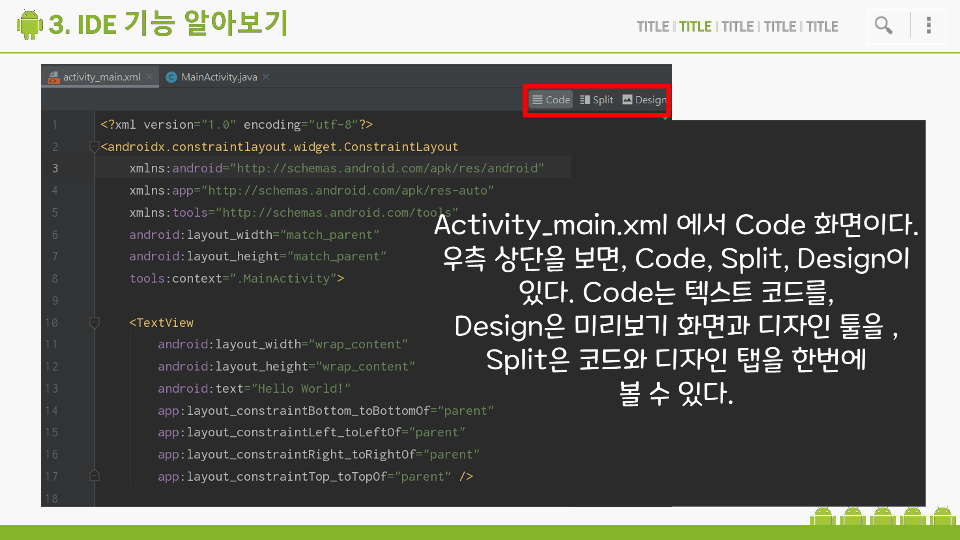 3. IDE 기능 알아보기
TITLE | TITLE | TITLE | TITLE | TITLE
activity_main.xml
MainActivity.java
Code Split Design
1 <?xml version="1.0" encoding="utf-8"?>
2 <androidx.constraintlayout.widget.ConstraintLayout
3 xmlns:android="http://schemas.android.com/apk/res/android"
4 xmlns:app="http://schemas.android.com/apk/res-auto"
5 xmlns:tools="http://schemas.android.com/tools"
6 android:layout_width="match_parent"
7 android:layout_height="match_parent"
8 tools:context=".MainActivity">
9
10 <TextView
11 android:layout_width="wrap_content"
12 android:layout_height="wrap_content"
13 android:text="Hello World!"
14 app:layout_constraintBottom_toBottomOf="parent"
15 app:layout_constraintLeft_toLeftOf="parent"
16 app:layout_constraintRight_toRightOf="parent"
17 app:layout_constraintTop_toTopOf="parent" />
18
Activity_main.xml 에서 Code 화면이다.
우측 상단을 보면, Code, Split, Design이
있다. Code는 텍스트 코드를,
Design은 미리보기 화면과 디자인 툴을 ,
Split은 코드와 디자인 탭을 한번에
볼 수 있다.